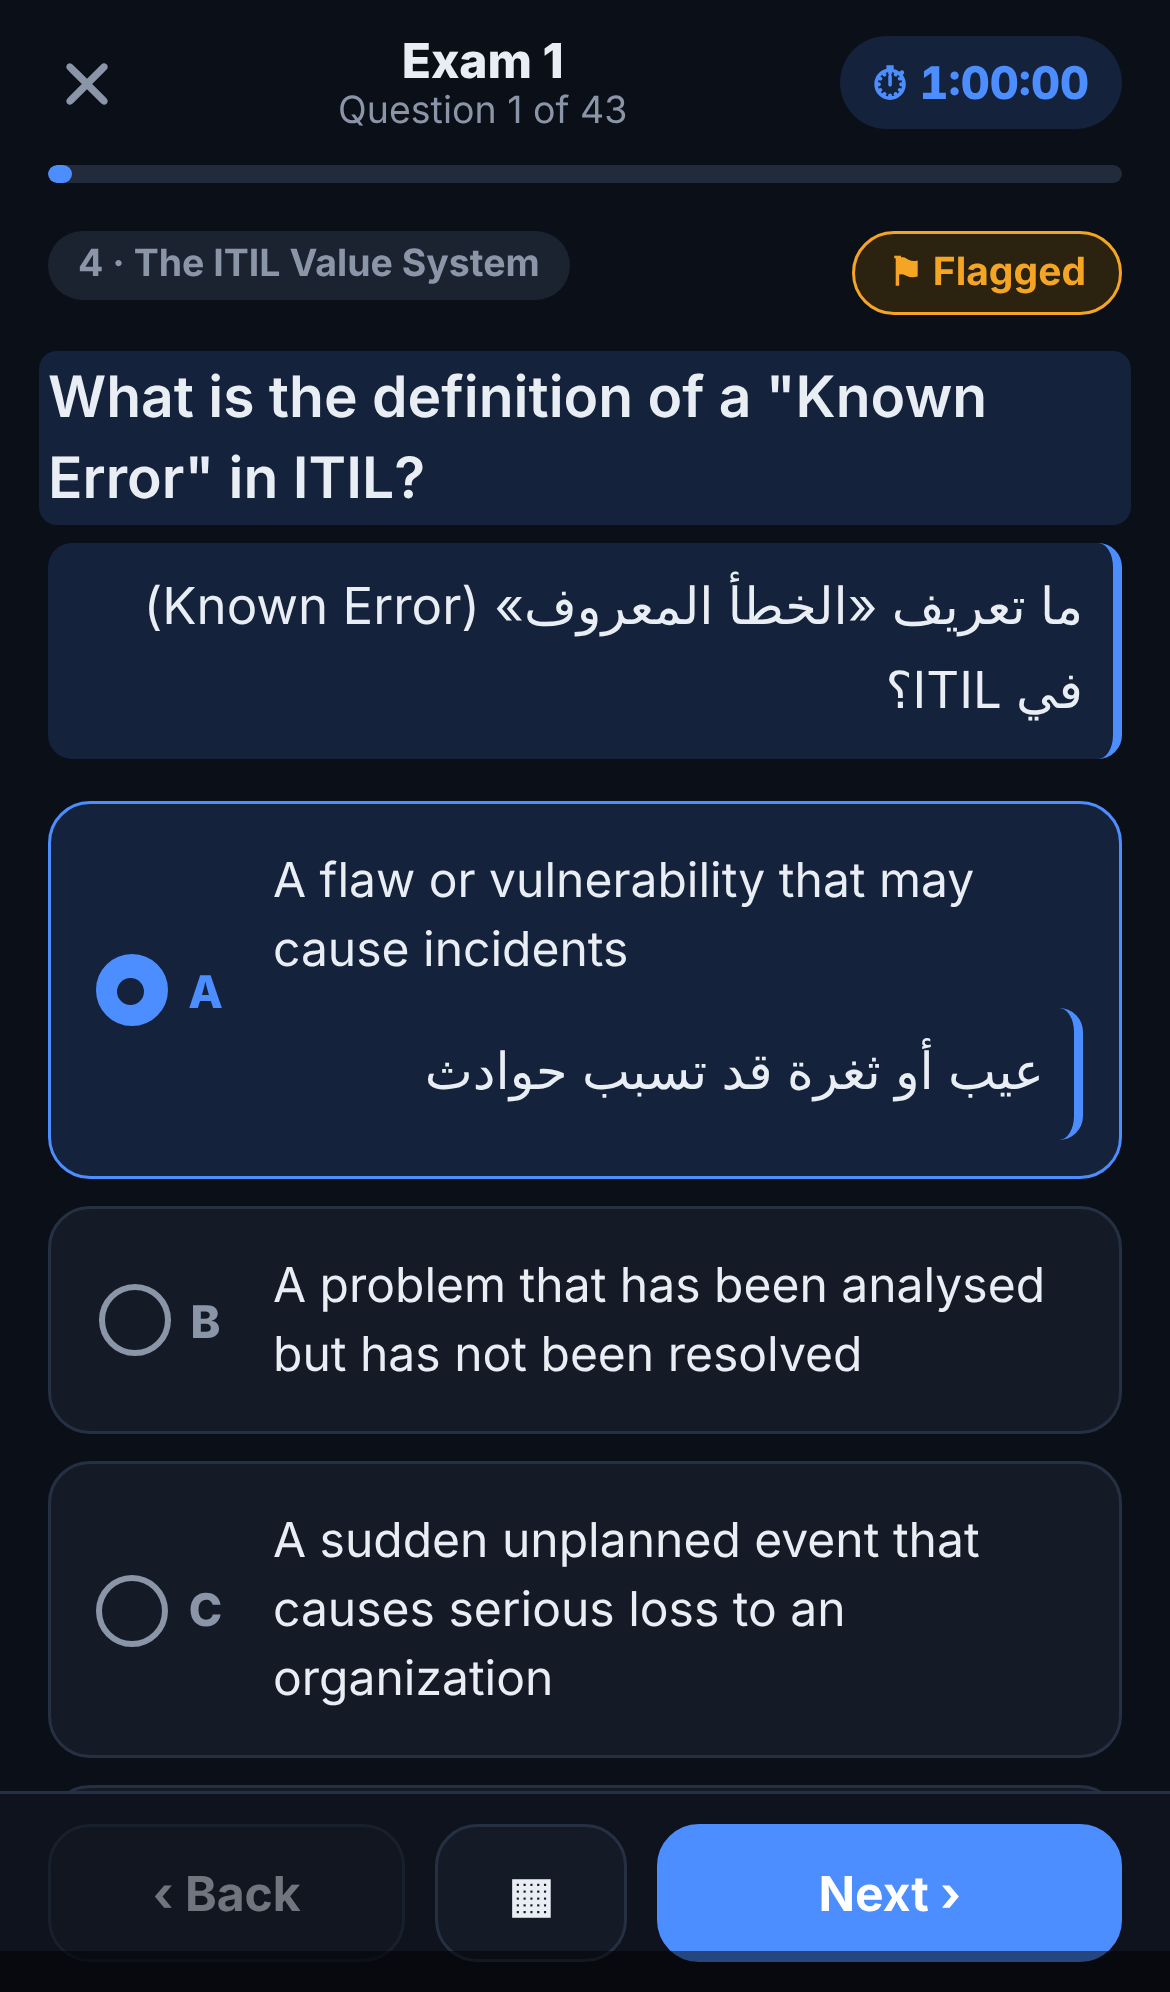 Exam 1
Question 1 of 43
⏱ 1:00:00
4 · The ITIL Value System
⚑ Flagged
What is the definition of a "Known
Error" in ITIL?
ما تعريف «الخطأ المعروف» (Known Error)
في ITIL؟
A
A flaw or vulnerability that may
cause incidents
عيب أو ثغرة قد تسبب حوادث
B
A problem that has been analysed
but has not been resolved
C
A sudden unplanned event that
causes serious loss to an
organization
‹ Back
Next ›